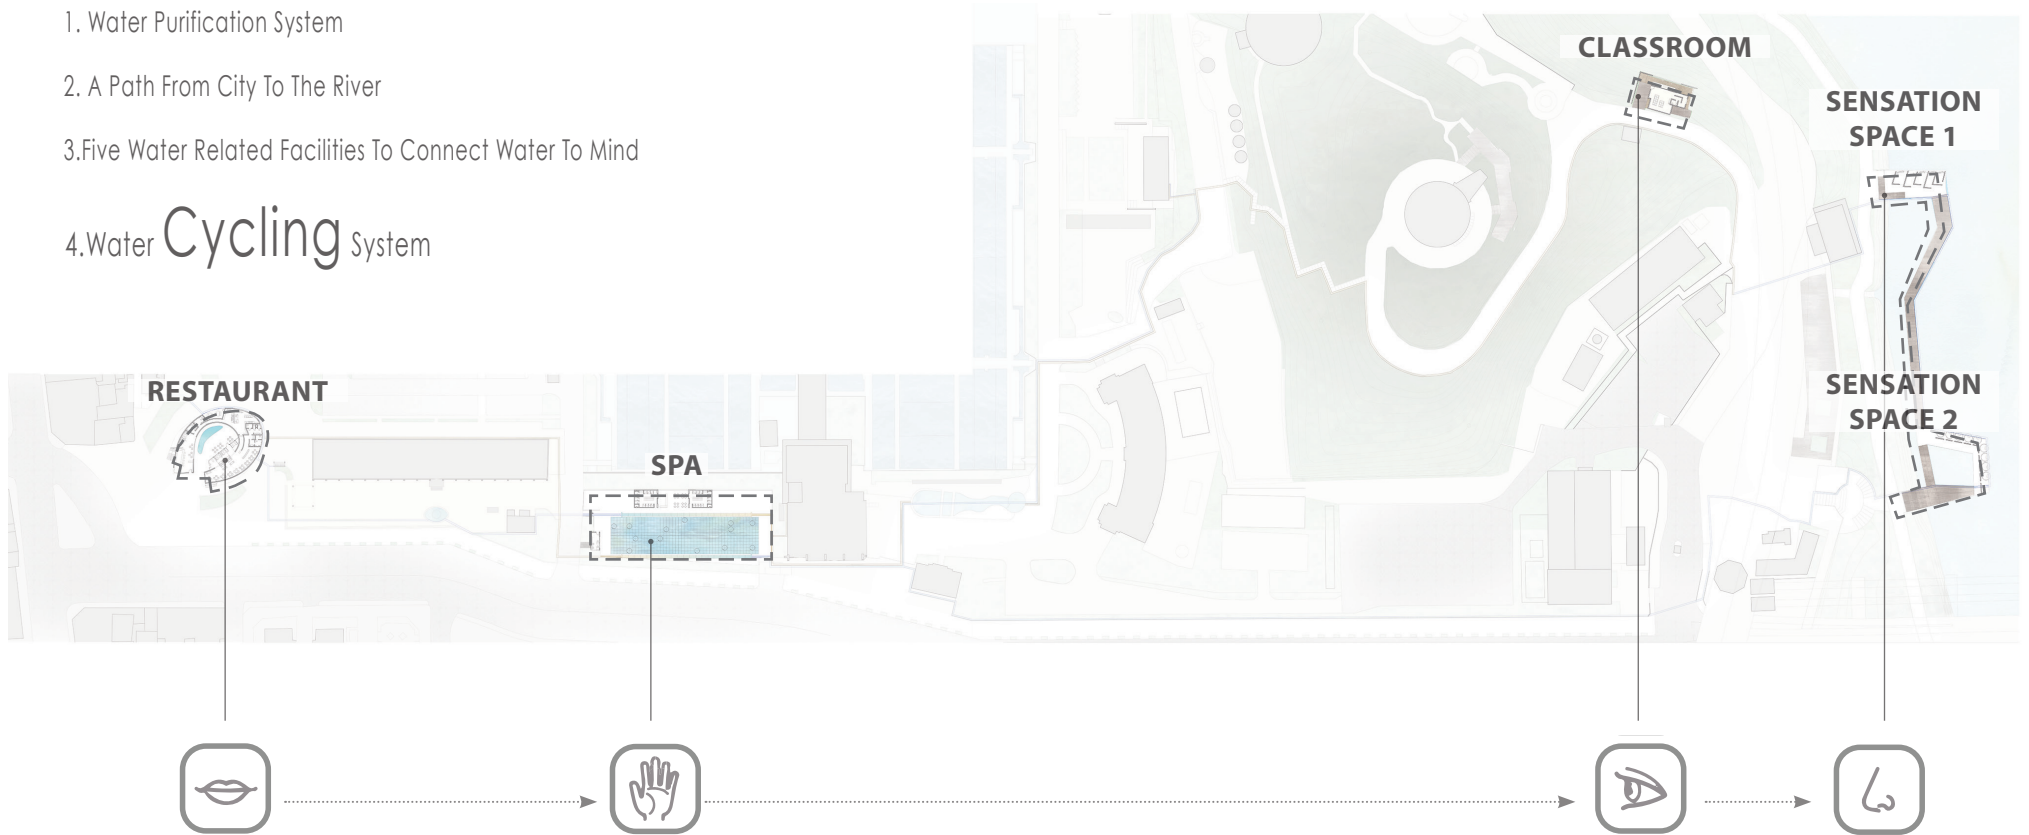 1. Water Purification System
2. A Path From City To The River
3.Five Water Related Facilities To Connect Water To Mind
4.Water Cycling System
CLASSROOM
SENSATION
SPACE 1
RESTAURANT
SENSATION
SPACE 2
SPA